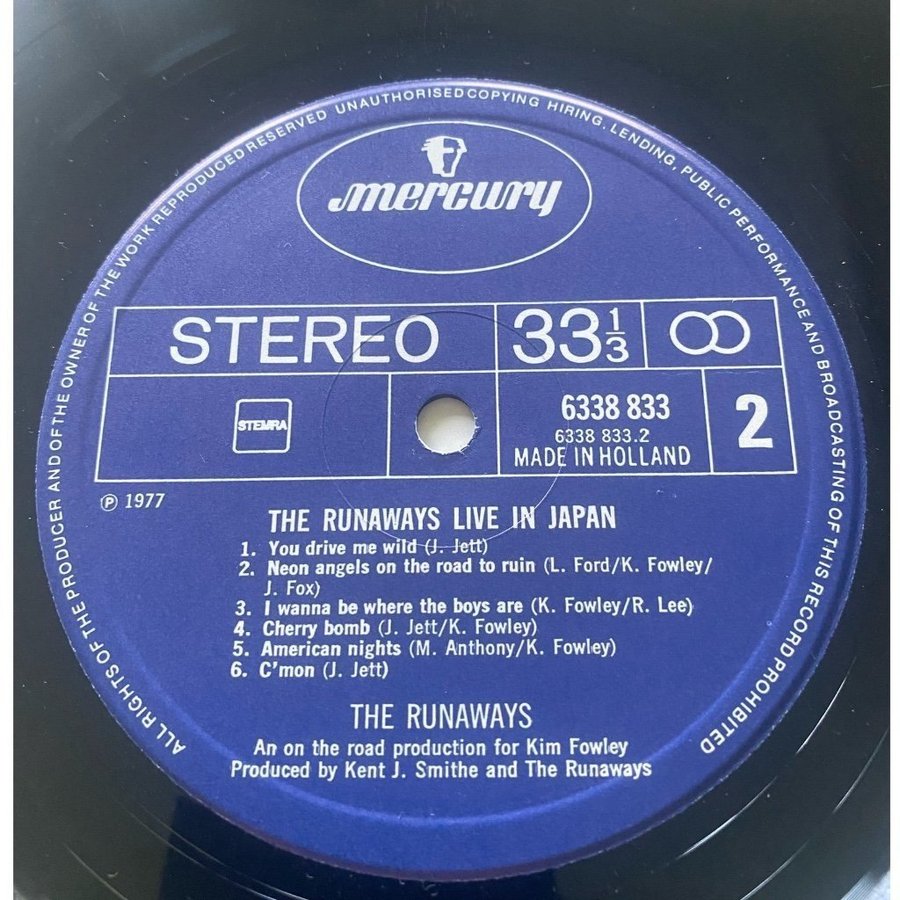 ALL RIGHTS OF THE PRODUCER AND OF THE OWNER OF THE WORK REPRODUCED RESERVED UNAUTHORISED COPYING HIRING, LENDING, PUBLIC PERFORMANCE AND BROADCASTING OF THIS RECORD PROHIBITED
mercury
STEREO 33 1/3
STEMRA 6338 833 2
6338 833.2
MADE IN HOLLAND
℗ 1977
THE RUNAWAYS LIVE IN JAPAN
1. You drive me wild (J. Jett)
2. Neon angels on the road to ruin (L. Ford/K. Fowley/
J. Fox)
3. I wanna be where the boys are (K. Fowley/R. Lee)
4. Cherry bomb (J. Jett/K. Fowley)
5. American nights (M. Anthony/K. Fowley)
6. C'mon (J. Jett)
THE RUNAWAYS
An on the road production for Kim Fowley
Produced by Kent J. Smithe and The Runaways